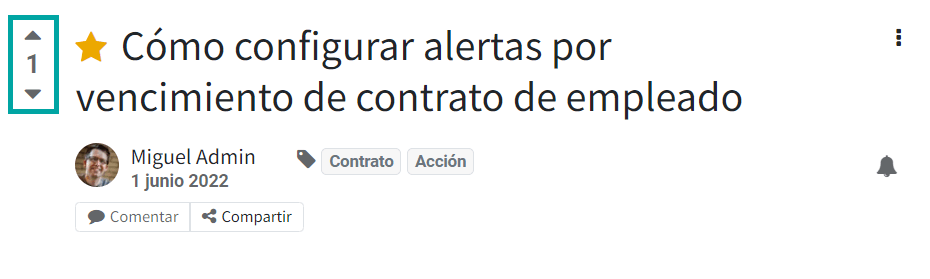 1
Cómo configurar alertas por
vencimiento de contrato de empleado
Miguel Admin
Contrato Acción
1 junio 2022
Comentar Compartir